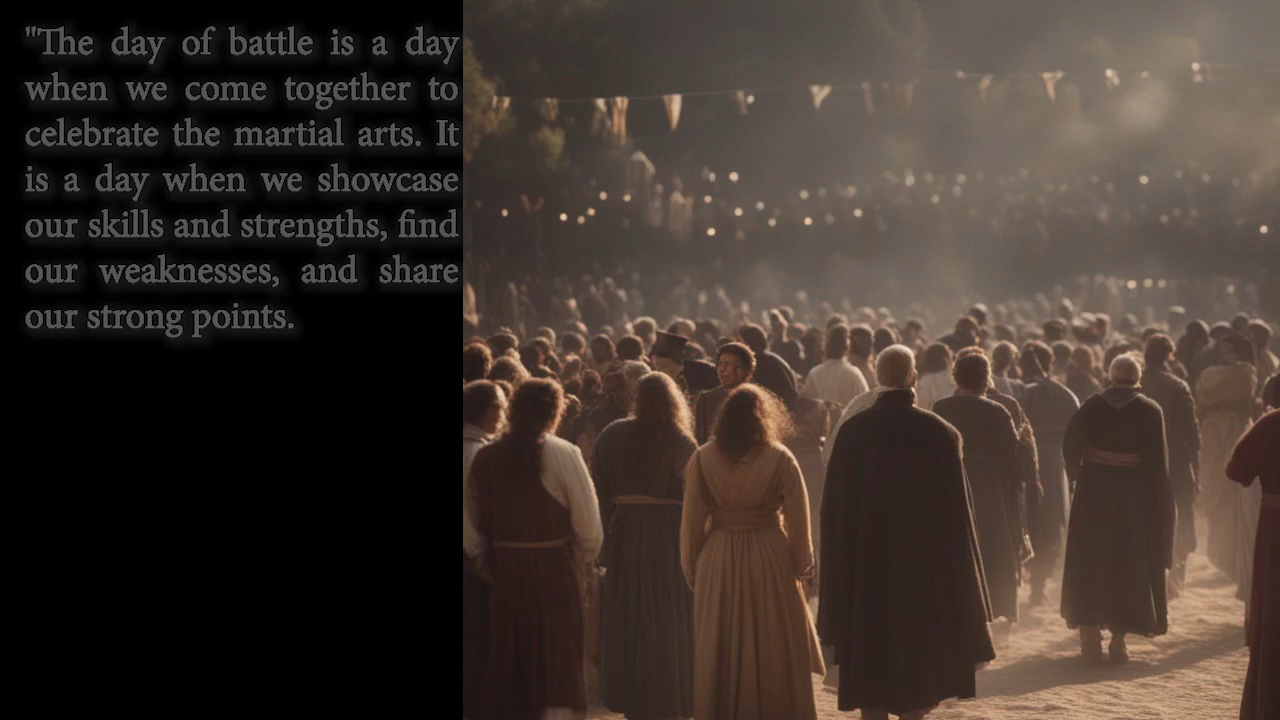 "The day of battle is a day
when we come together to
celebrate the martial arts. It
is a day when we showcase
our skills and strengths, find
our weaknesses, and share
our strong points.